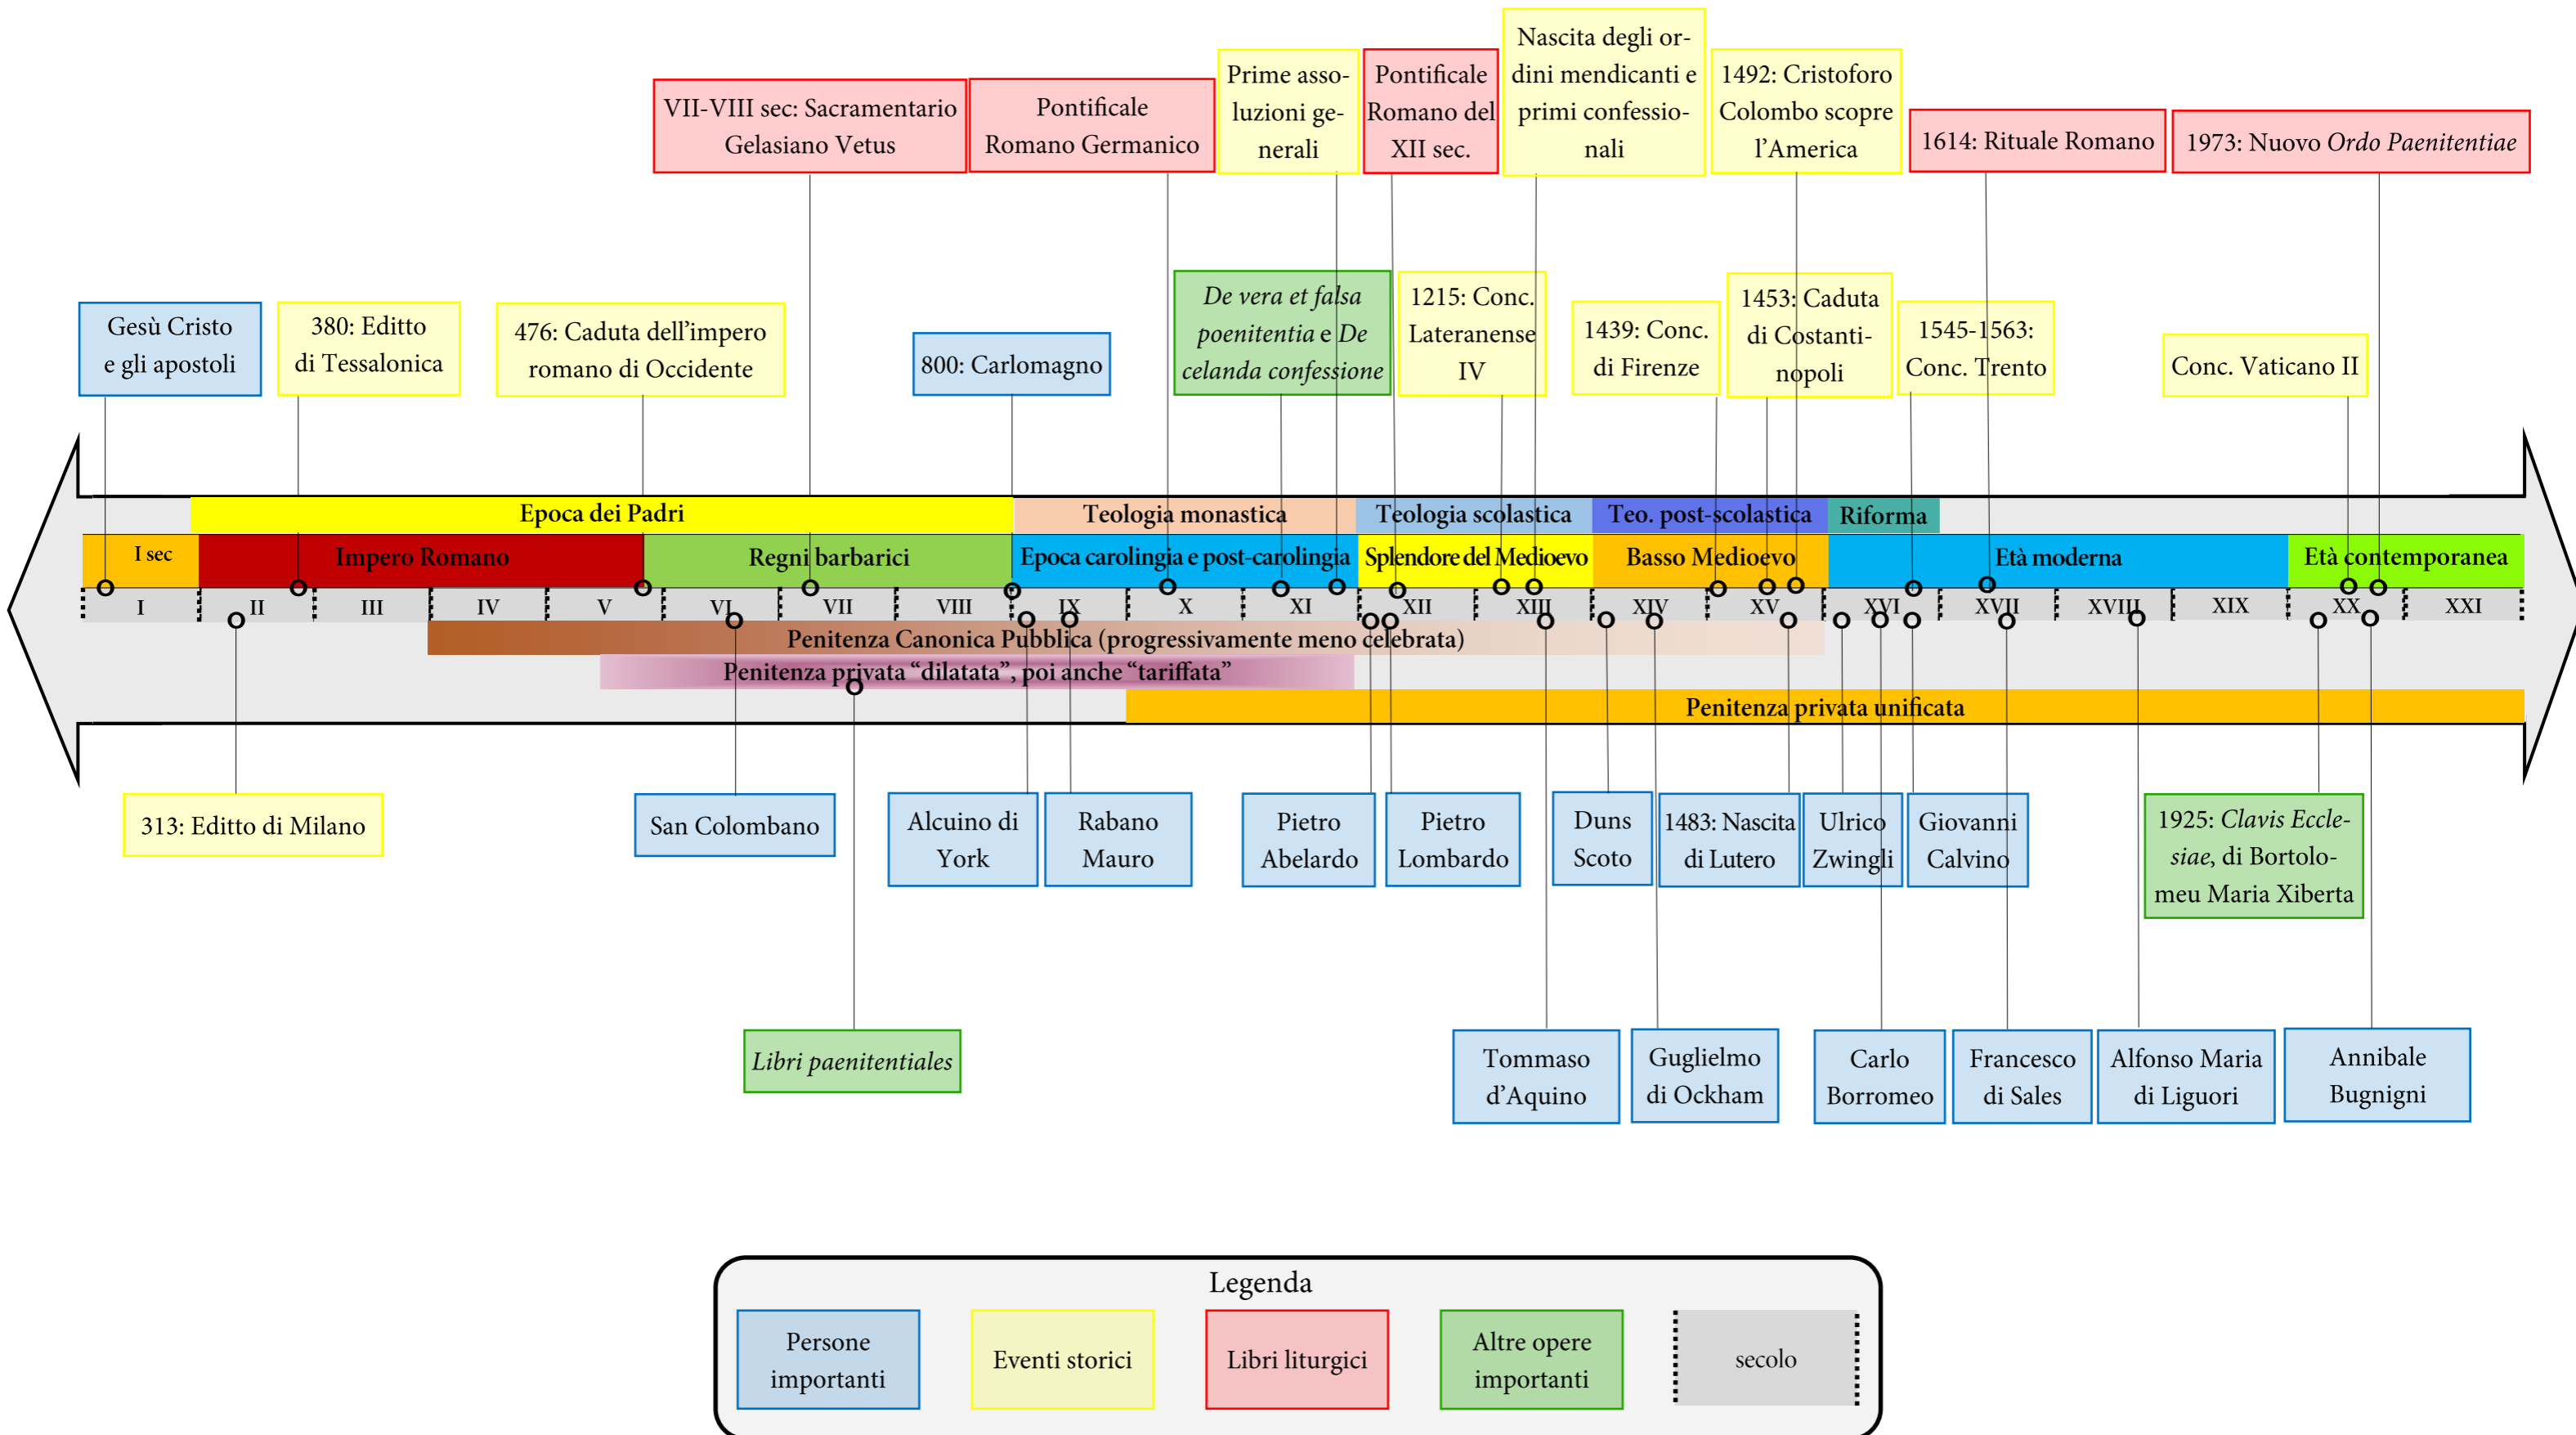 Nascita degli or-
dini mendicanti e
primi confessio-
nali
Prime asso-
luzioni ge-
nerali
Pontificale
Romano del
XII sec.
1492: Cristoforo
Colombo scopre
l'America
VII-VIII sec: Sacramentario
Gelasiano Vetus
Pontificale
Romano Germanico
1614: Rituale Romano
1973: Nuovo Ordo Paenitentiae
Gesù Cristo
e gli apostoli
380: Editto
di Tessalonica
476: Caduta dell'impero
romano di Occidente
800: Carlomagno
De vera et falsa
poenitentia e De
celanda confessione
1215: Conc.
Lateranense
IV
1439: Conc.
di Firenze
1453: Caduta
di Costanti-
nopoli
1545-1563:
Conc. Trento
Conc. Vaticano II
Epoca dei Padri
Teologia monastica
Teologia scolastica
Teo. post-scolastica
Riforma
I sec
Impero Romano
Regni barbarici
Epoca carolingia e post-carolingia
Splendore del Medioevo
Basso Medioevo
Età moderna
Età contemporanea
I
II
III
IV
V
VI
VII
VIII
IX
X
XI
XII
XIII
XIV
XV
XVI
XVII
XVIII
XIX
XX
XXI
Penitenza Canonica Pubblica (progressivamente meno celebrata)
Penitenza privata “dilatata”, poi anche “tariffata”
Penitenza privata unificata
313: Editto di Milano
San Colombano
Alcuino di
York
Rabano
Mauro
Pietro
Abelardo
Pietro
Lombardo
Duns
Scoto
1483: Nascita
di Lutero
Ulrico
Zwingli
Giovanni
Calvino
1925: Clavis Eccle-
siae, di Bortolo-
meu Maria Xiberta
Libri paenitentiales
Tommaso
d'Aquino
Guglielmo
di Ockham
Carlo
Borromeo
Francesco
di Sales
Alfonso Maria
di Liguori
Annibale
Bugnigni
Legenda
Persone
importanti
Eventi storici
Libri liturgici
Altre opere
importanti
secolo